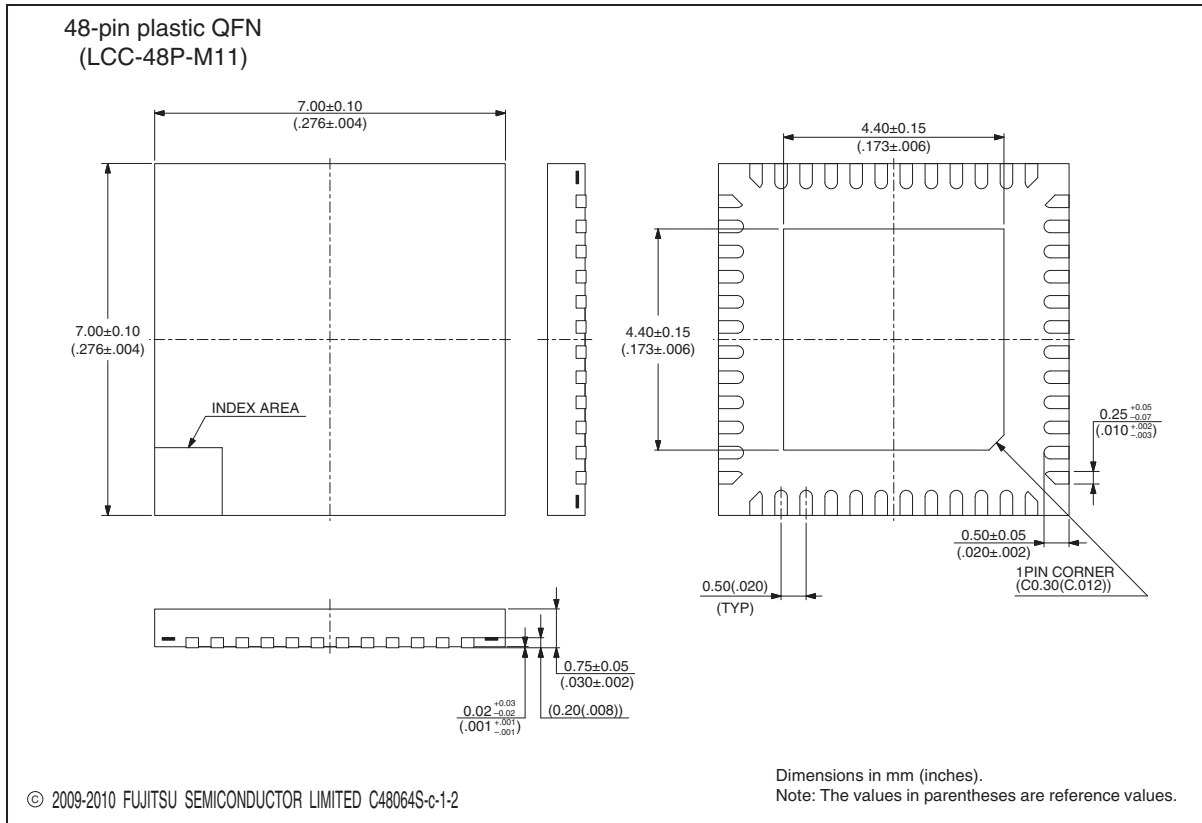 48-pin plastic QFN
(LCC-48P-M11)
7.00±0.10
(.276±.004)
4.40±0.15
(.173±.006)
7.00±0.10
(.276±.004)
4.40±0.15
(.173±.006)
INDEX AREA
0.25 +0.05 -0.07
(.010 +.002 -.003)
0.50±0.05
(.020±.002)
1PIN CORNER
(C0.30(C.012))
0.50(.020)
(TYP)
0.75±0.05
(.030±.002)
0.02 +0.03 -0.02
(.001 +.001 -.001)
(0.20(.008))
© 2009-2010 FUJITSU SEMICONDUCTOR LIMITED C48064S-c-1-2
Dimensions in mm (inches).
Note: The values in parentheses are reference values.